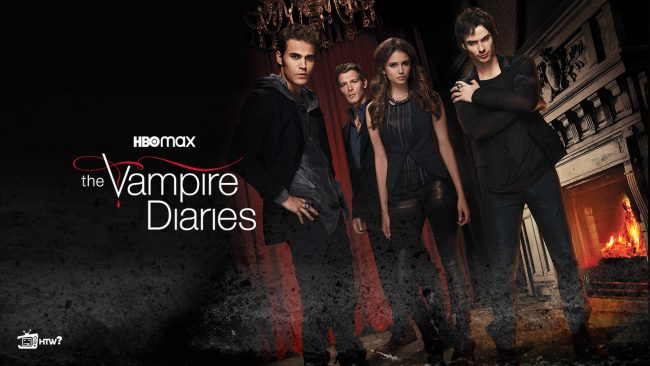 HBOmax
the Vampire
Diaries
HTW?